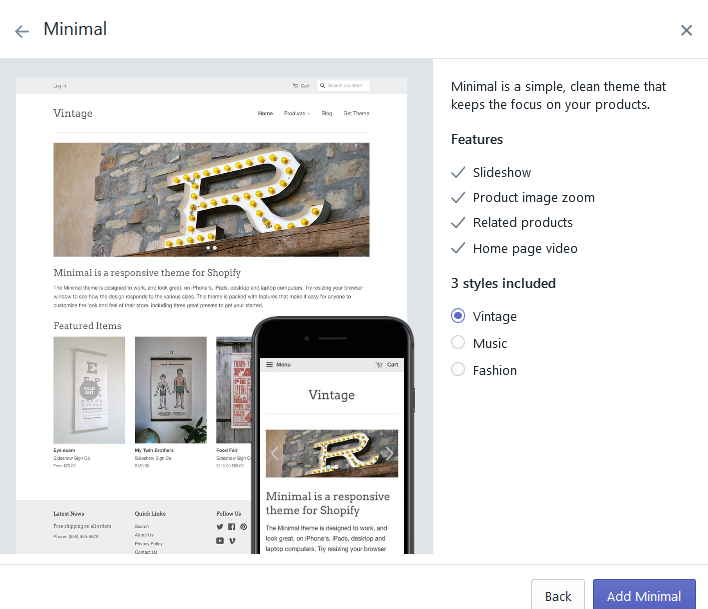 Minimal
Log in
Cart
Search our store
Vintage
Home Products Blog Get Theme
Minimal is a responsive theme for Shopify
The Minimal theme is designed to work, and look great, on iPhone's, iPads, desktop and laptop computers. Try resizing your browser
window to see how the design responds to the various sizes. This theme is packed with features that make it easy for anyone to
customize the look and feel of their store, including three great presets to get your started.
Featured Items
SOLD
OUT
Eye exam
Sideshow Sign Co
From $70.00
My Twin Brothers
Sideshow Sign Co
$120.00
Food Fair
Sideshow Sign C
Latest News
Free shipping on all orders
Quick Links
Search
About Us
Privacy Policy
Contact Us
Follow Us
Menu
Cart
Vintage
Minimal is a responsive
theme for Shopify
The Minimal theme is designed to work, and
look great, on iPhone's, iPads, desktop and
laptop computers. Try resizing your browser
Minimal is a simple, clean theme that
keeps the focus on your products.
Features
Slideshow
Product image zoom
Related products
Home page video
3 styles included
Vintage
Music
Fashion
Back
Add Minimal